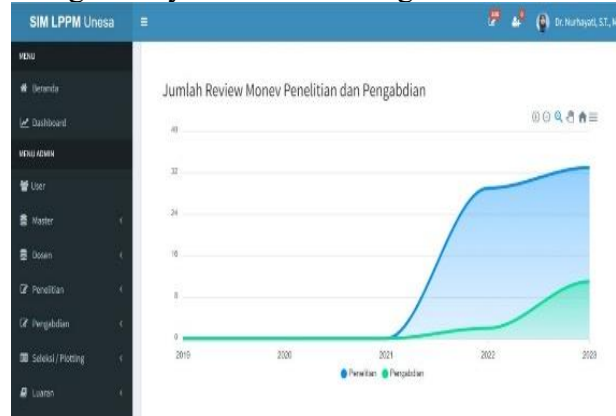 SIM LPPM Unesa
Dr. Nurhayati, S.T., M
MENU
Beranda
Dashboard
MENU ADMIN
User
Master
Dosen
Penelitian
Pengabdian
Seleksi / Plotting
Luaran
Jumlah Review Monev Penelitian dan Pengabdian
40
32
24
16
8
0
2019 2020 2021 2022 2023
Penelitian Pengabdian